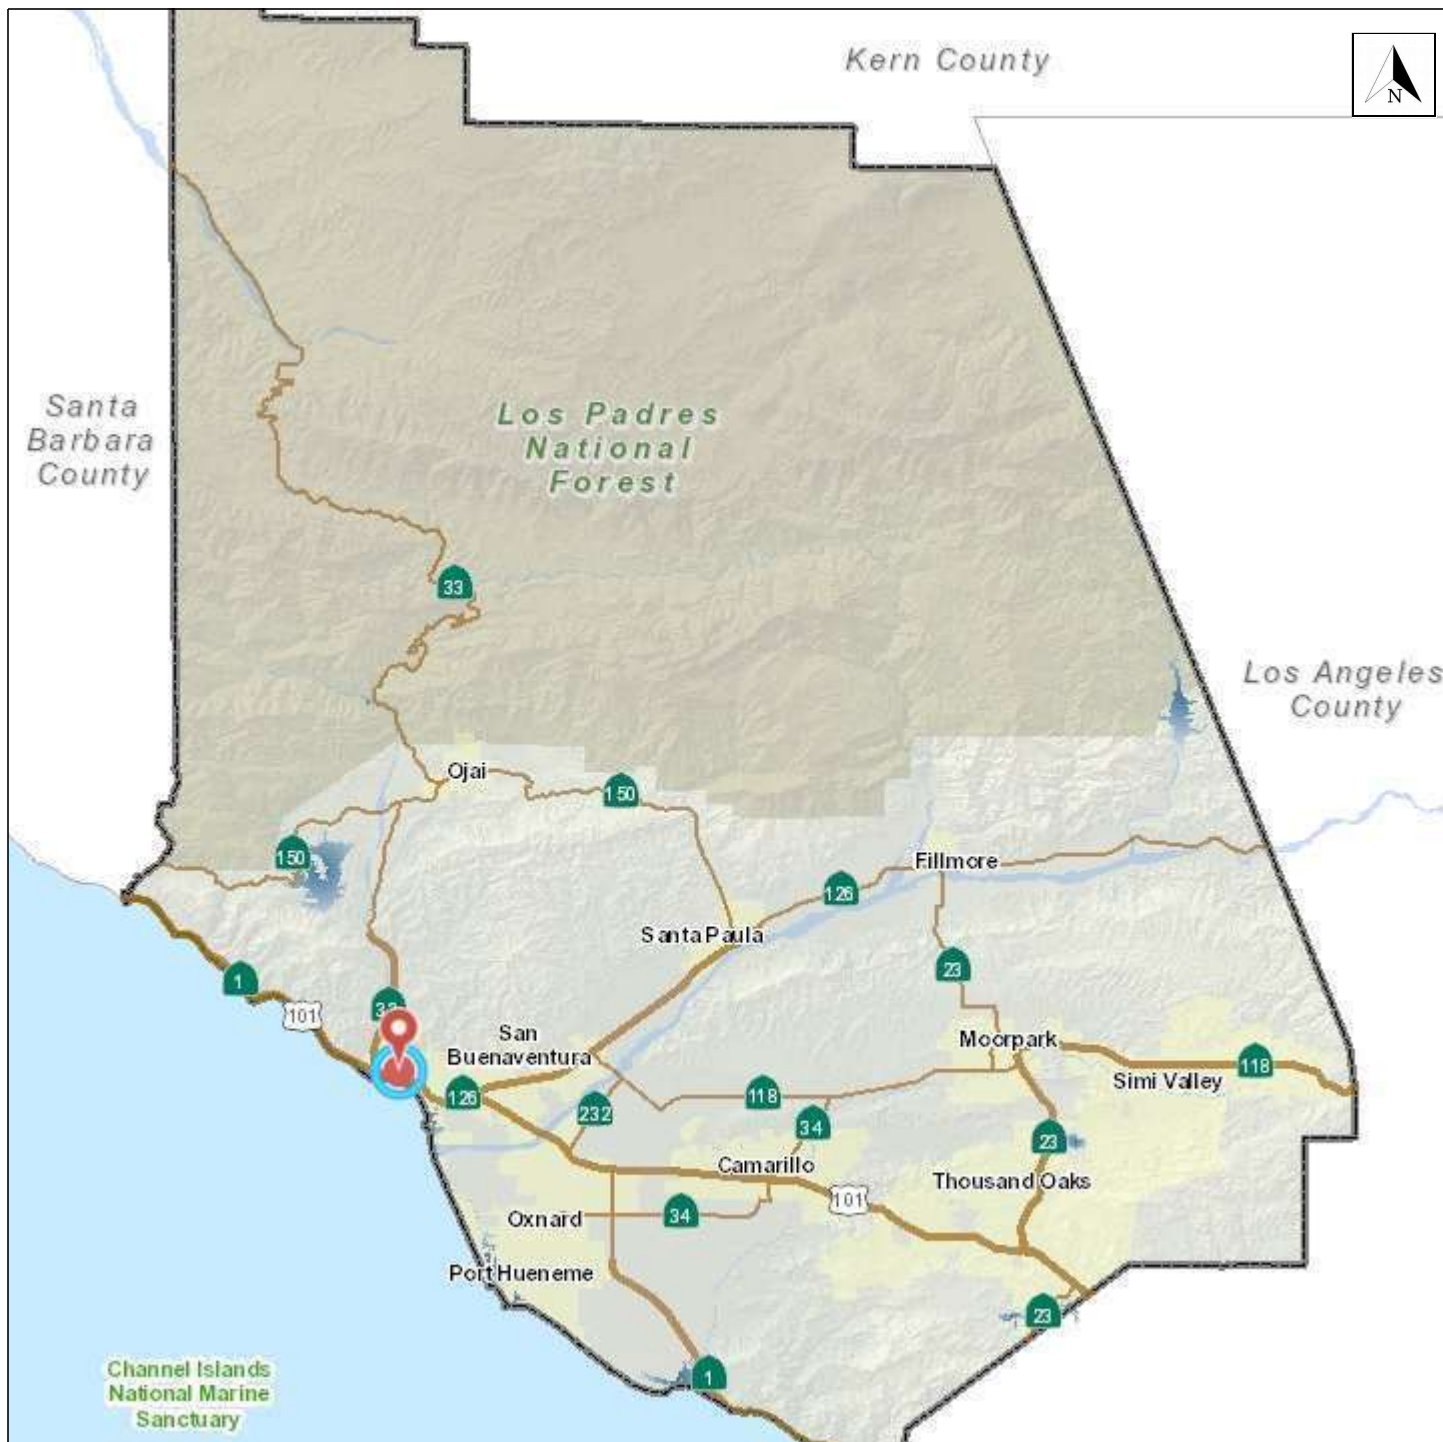 Kern County
N
Santa
Barbara
County
Los Padres
National
Forest
33
Los Angeles
County
Ojai
150
150
Fillmore
126
Santa Paula
23
1
101
33
San
Buenaventura
Moorpark
118
Simi Valley
126
118
232
34
23
Camarillo
Thousand Oaks
101
Oxnard
34
Port Hueneme
23
1
Channel Islands
National Marine
Sanctuary